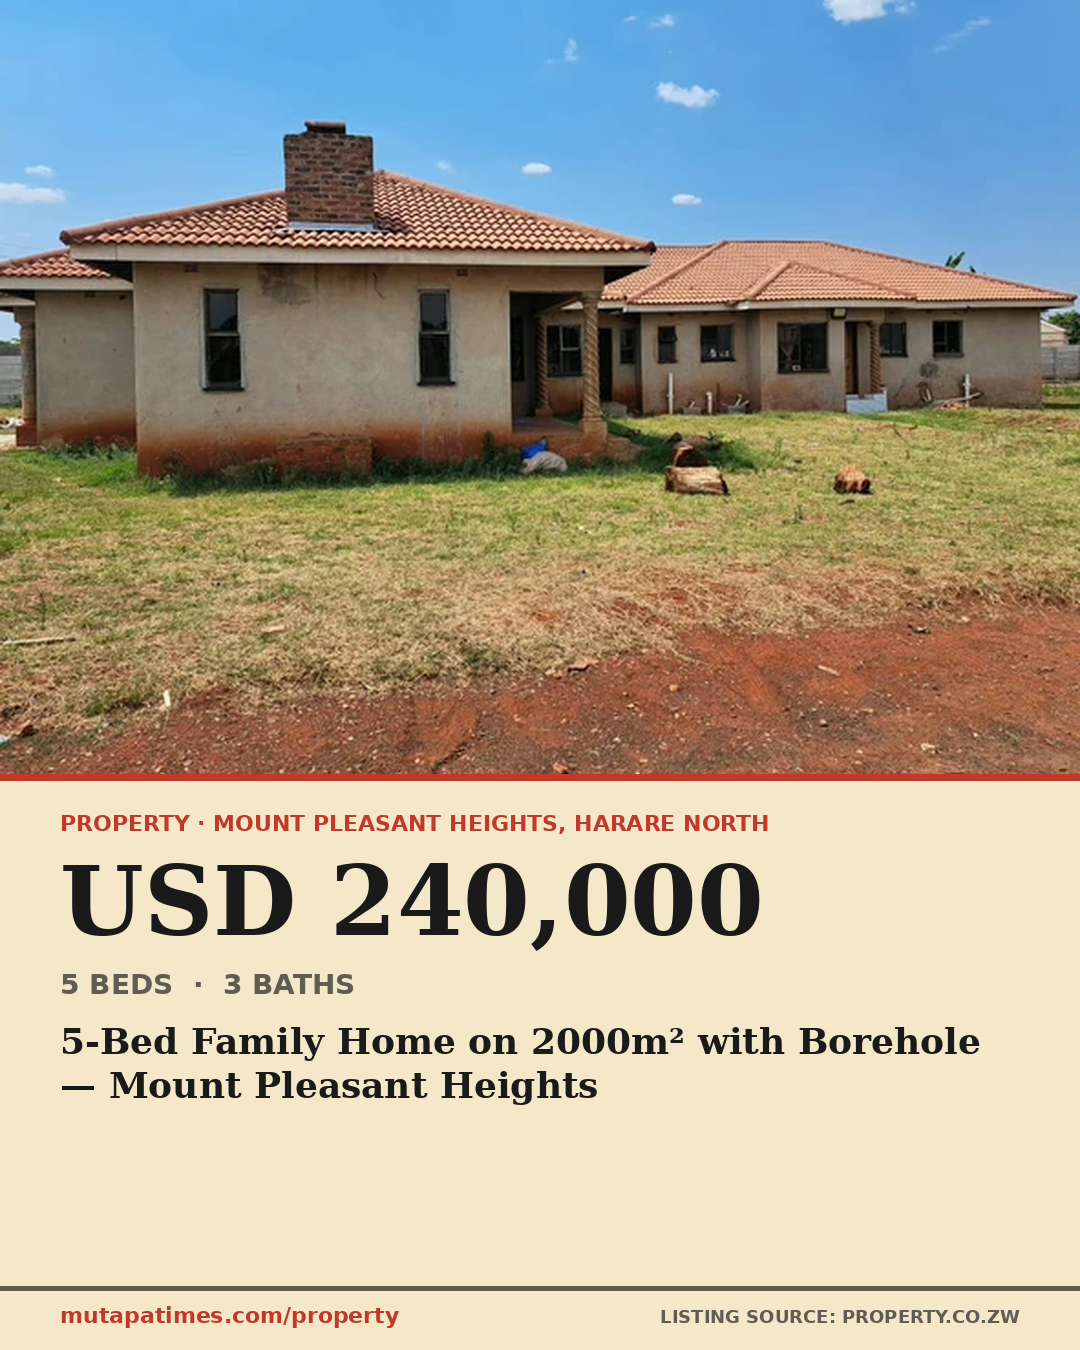 PROPERTY · MOUNT PLEASANT HEIGHTS, HARARE NORTH
USD 240,000
5 BEDS · 3 BATHS
5-Bed Family Home on 2000m² with Borehole
— Mount Pleasant Heights
mutapatimes.com/property
LISTING SOURCE: PROPERTY.CO.ZW